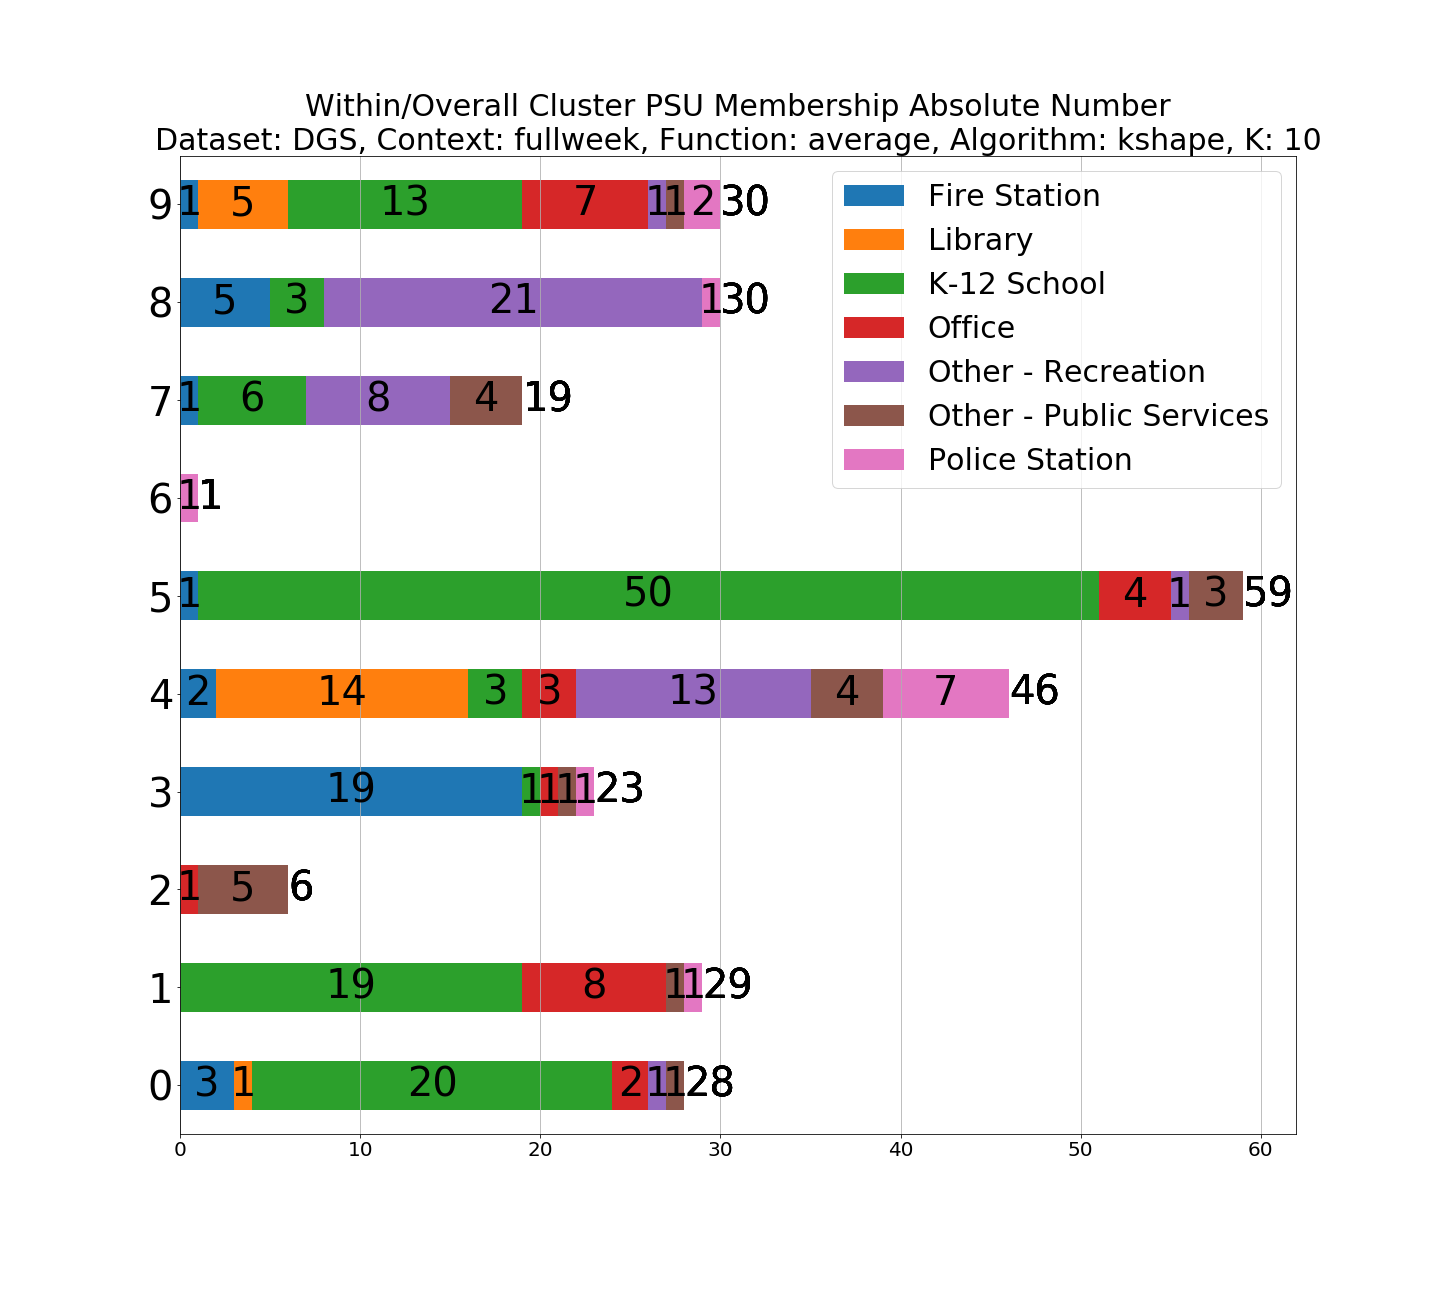 Within/Overall Cluster PSU Membership Absolute Number
Dataset: DGS, Context: fullweek, Function: average, Algorithm: kshape, K: 10
Fire Station
Library
K-12 School
Office
Other - Recreation
Other - Public Services
Police Station
9 1 5 13 7 1 1 2 30
8 5 3 21 1 30
7 1 6 8 4 19
6 1 1
5 1 50 4 1 3 59
4 2 14 3 3 13 4 7 46
3 19 1 1 1 1 23
2 1 5 6
1 19 8 1 1 29
0 3 1 20 2 1 1 28
0 10 20 30 40 50 60